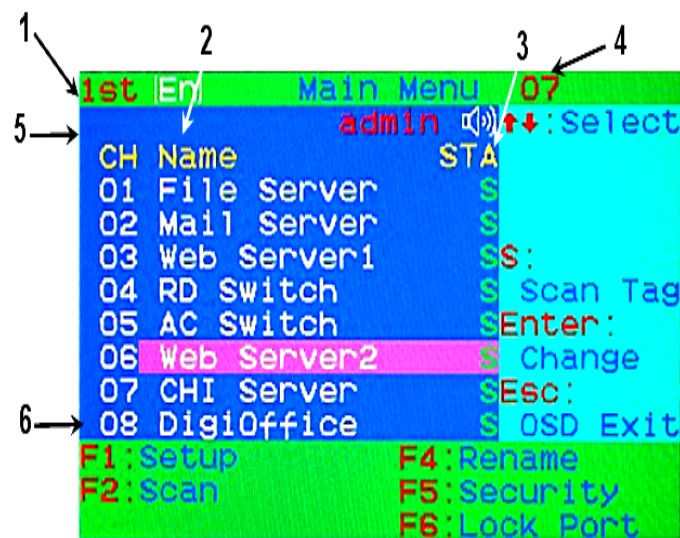 1 2 3 4
1st En Main Menu 07
5 admin ↑↓:Select
CH Name STA
01 File Server S
02 Mail Server S
03 Web Server1 S S:
04 RD Switch S Scan Tag
05 AC Switch S Enter:
06 Web Server2 S Change
07 CHI Server S Esc:
6 08 DigiOffice S OSD Exit
F1:Setup F4:Rename
F2:Scan F5:Security
F6:Lock Port